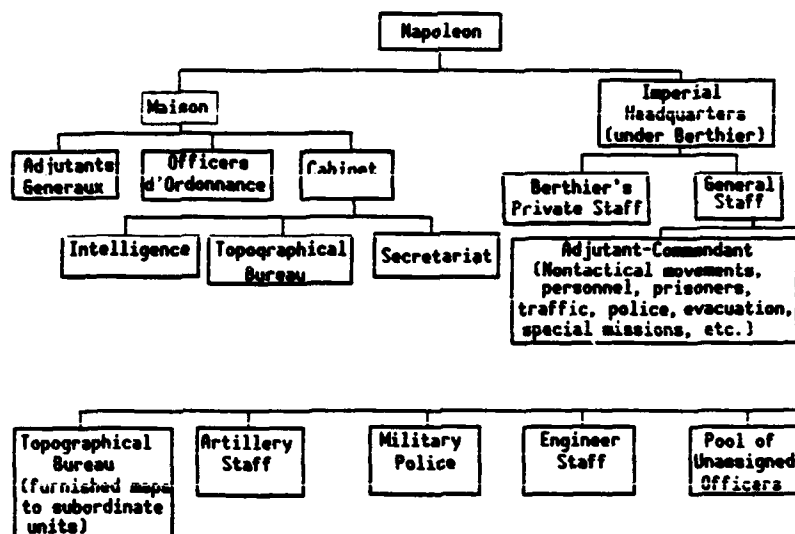 Napoleon
Maison
Imperial
Headquarters
(under Berthier)
Adjutants
Generaux
Officers
d'Ordonnance
Cabinet
Berthier's
Private Staff
General
Staff
Intelligence
Topographical
Bureau
Secretariat
Adjutant-Commandant
(Nontactical movements,
personnel, prisoners,
traffic, police, evacuation,
special missions, etc.)
Topographical
Bureau
(furnished maps
to subordinate
units)
Artillery
Staff
Military
Police
Engineer
Staff
Pool of
Unassigned
Officers